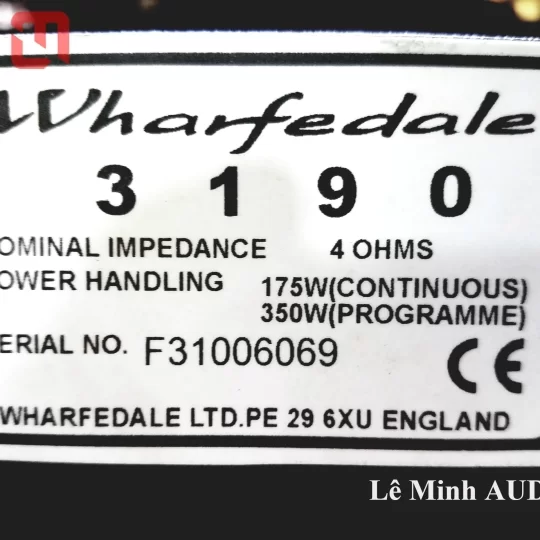 Wharfedale
3 1 9 0
OMINAL IMPEDANCE 4 OHMS
OWER HANDLING 175W(CONTINUOUS)
350W(PROGRAMME)
ERIAL NO. F31006069
CE
WHARFEDALE LTD.PE 29 6XU ENGLAND
Lê Minh AUD